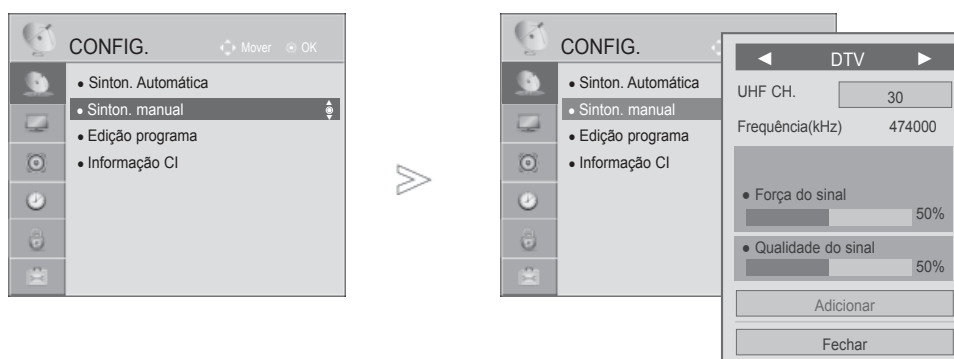 CONFIG.
Mover OK
• Sinton. Automática
• Sinton. manual
• Edição programa
• Informação CI
CONFIG.
• Sinton. Automática
• Sinton. manual
• Edição programa
• Informação CI
◄ DTV ►
UHF CH. 30
Frequência(kHz) 474000
• Força do sinal
50%
• Qualidade do sinal
50%
Adicionar
Fechar